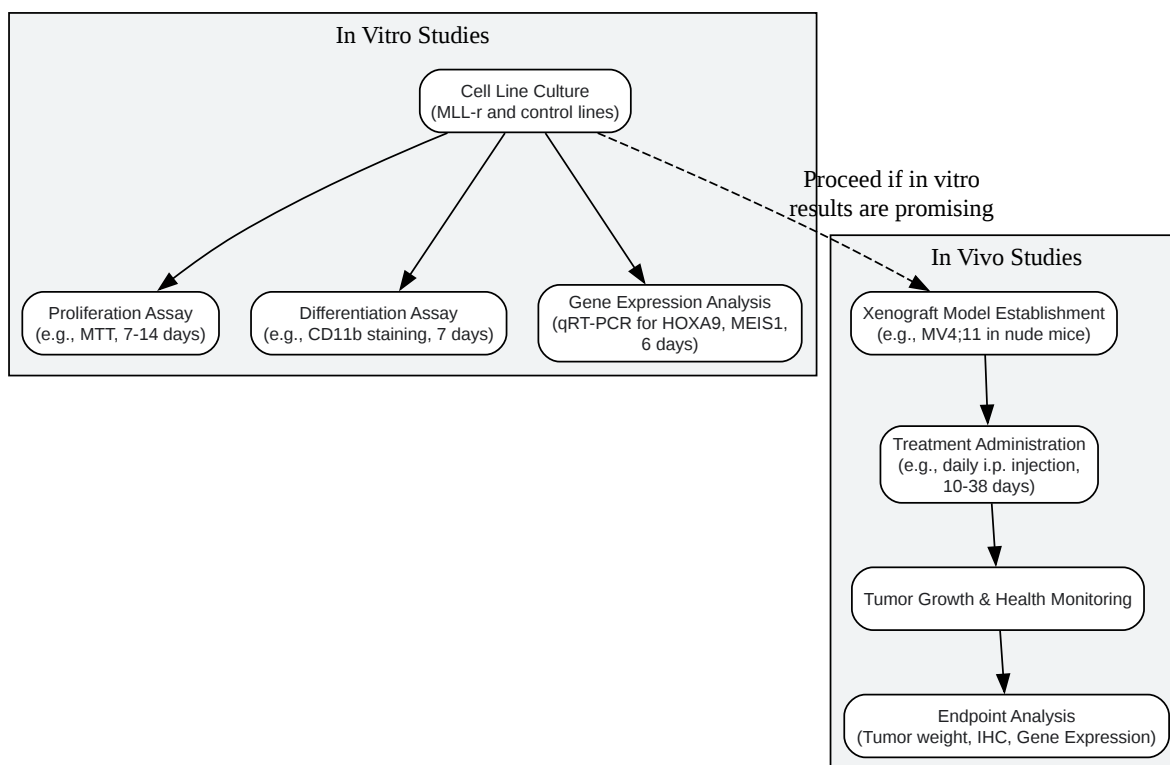 In Vitro Studies
Cell Line Culture
(MLL-r and control lines)
Proceed if in vitro
results are promising
In Vivo Studies
Proliferation Assay
(e.g., MTT, 7-14 days)
Differentiation Assay
(e.g., CD11b staining, 7 days)
Gene Expression Analysis
(qRT-PCR for HOXA9, MEIS1,
6 days)
Xenograft Model Establishment
(e.g., MV4;11 in nude mice)
Treatment Administration
(e.g., daily i.p. injection,
10-38 days)
Tumor Growth & Health Monitoring
Endpoint Analysis
(Tumor weight, IHC, Gene Expression)